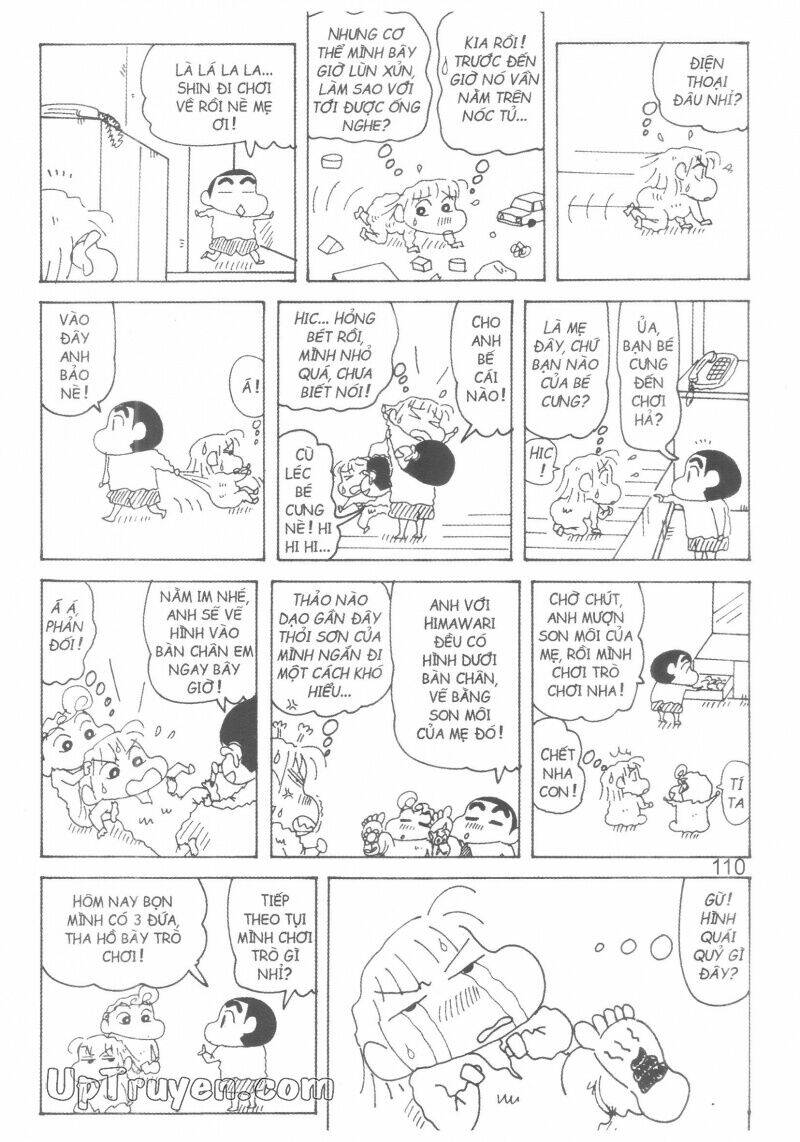 ĐIỆN
THOẠI
ĐÂU NHỈ?
KIA RỒI!
TRƯỚC ĐẾN
GIỜ NÓ VẪN
NẰM TRÊN
NÓC TỦ...
NHƯNG CƠ
THỂ MÌNH BÂY
GIỜ LÙN XỦN,
LÀM SAO VỚI
TỚI ĐƯỢC ỐNG
NGHE?
LÀ LÁ LA LA...
SHIN ĐI CHƠI
VỀ RỒI NÈ MẸ
ƠI!
ỦA,
BẠN BÉ
CƯNG
ĐẾN CHƠI
HẢ?
LÀ MẸ
ĐÂY, CHỨ
BẠN NÀO
CỦA BÉ
CƯNG?
HIC
!
CHO
ANH
BẾ
CÁI
NÀO!
HIC... HỎNG
BÉT RỒI,
MÌNH NHỎ
QUÁ, CHƯA
BIẾT NÓI!
CÙ
LÉC
BÉ
CƯNG
NÈ! HI
HI HI...
Á!
VÀO
ĐÂY
ANH
BẢO
NÈ!
CHỜ CHÚT,
ANH MƯỢN
SON MÔI CỦA
MẸ, RỒI MÌNH
CHƠI TRÒ
CHƠI NHA!
CHẾT
NHA
CON!
TÍ
TA
ANH VỚI
HIMAWARI
ĐỀU CÓ
HÌNH DƯỚI
BÀN CHÂN,
VẼ BẰNG
SON MÔI
CỦA MẸ ĐÓ!
THẢO NÀO
DẠO GẦN ĐÂY
THỎI SƠN CỦA
MÌNH NGẮN ĐI
MỘT CÁCH KHÓ
HIỂU...
NẰM IM NHÉ,
ANH SẼ VẼ
HÌNH VÀO
BÀN CHÂN EM
NGAY BÂY
GIỜ!
Á Á,
PHẢN
ĐỐI!
110
GỪ!
HÌNH
QUÁI
QUỶ GÌ
ĐÂY?
TIẾP
THEO TỤI
MÌNH CHƠI
TRÒ GÌ
NHỈ?
HÔM NAY BỌN
MÌNH CÓ 3 ĐỨA,
THA HỒ BÀY TRÒ
CHƠI!
UpTruyen.com